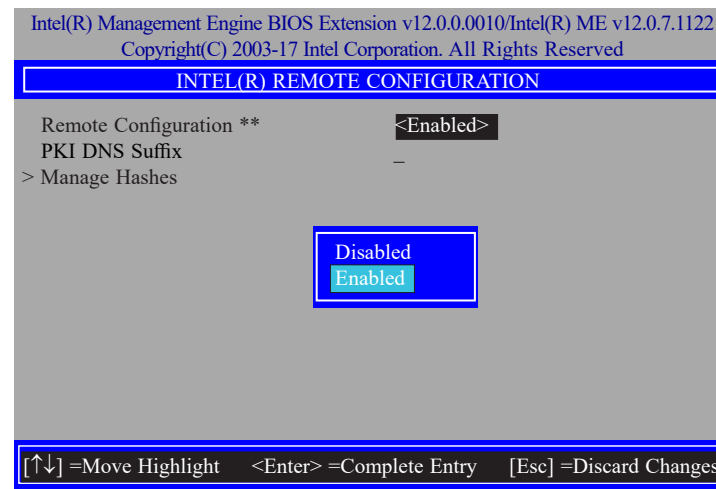 Intel(R) Management Engine BIOS Extension v12.0.0.0010/Intel(R) ME v12.0.7.1122
Copyright(C) 2003-17 Intel Corporation. All Rights Reserved
INTEL(R) REMOTE CONFIGURATION
Remote Configuration ** <Enabled>
PKI DNS Suffix _
> Manage Hashes
Disabled
Enabled
[↑↓] =Move Highlight <Enter> =Complete Entry [Esc] =Discard Changes